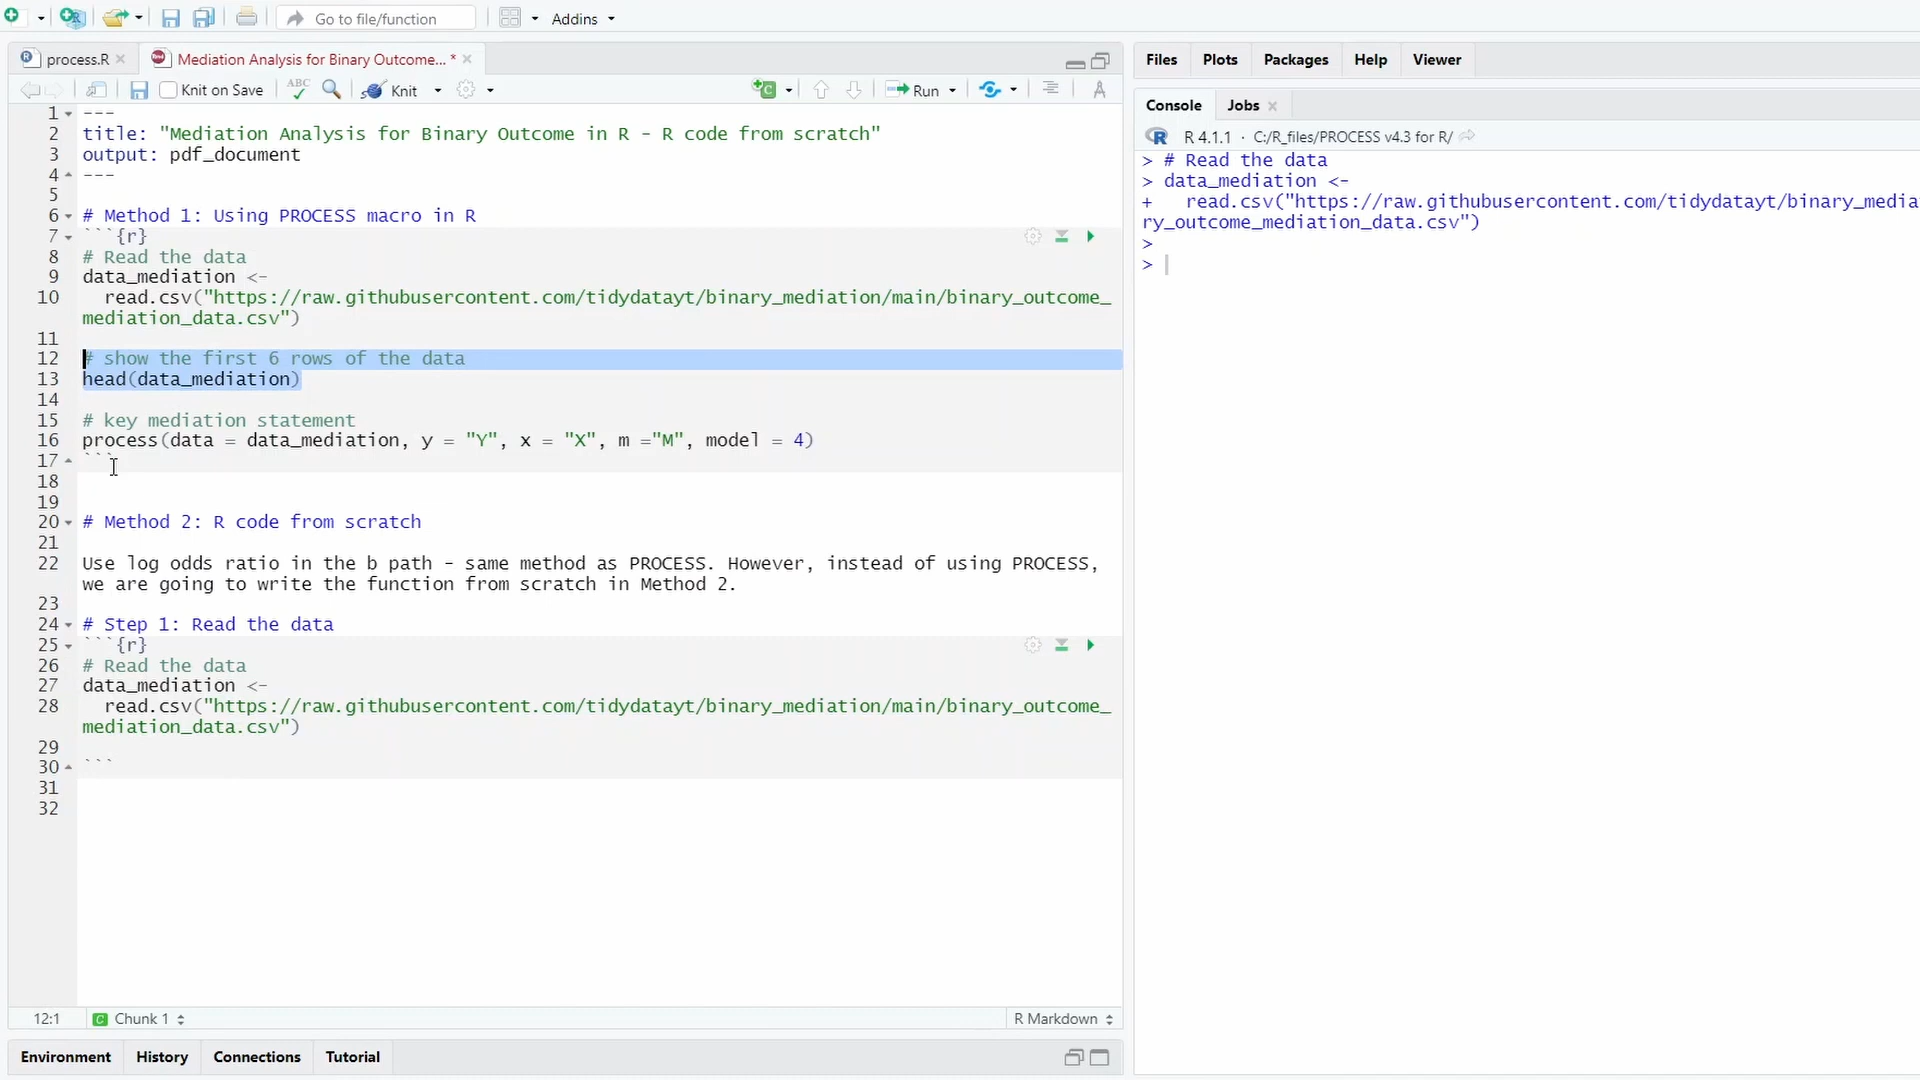 Go to file/function
Addins
process.R
Mediation Analysis for Binary Outcome... *
Knit on Save
ABC
Knit
Run
1 ---
2 title: "Mediation Analysis for Binary Outcome in R - R code from scratch"
3 output: pdf_document
4 ---
5
6 # Method 1: Using PROCESS macro in R
7 ```{r}
8 # Read the data
9 data_mediation <-
10 read.csv("https://raw.githubusercontent.com/tidydatayt/binary_mediation/main/binary_outcome_
mediation_data.csv")
11
12 # show the first 6 rows of the data
13 head(data_mediation)
14
15 # key mediation statement
16 process(data = data_mediation, y = "Y", x = "X", m ="M", model = 4)
17 ```
18
19
20 # Method 2: R code from scratch
21
22 Use log odds ratio in the b path - same method as PROCESS. However, instead of using PROCESS,
we are going to write the function from scratch in Method 2.
23
24 # Step 1: Read the data
25 ```{r}
26 # Read the data
27 data_mediation <-
28 read.csv("https://raw.githubusercontent.com/tidydatayt/binary_mediation/main/binary_outcome_
mediation_data.csv")
29
30 ```
31
32
12:1
Chunk 1
R Markdown
Environment
History
Connections
Tutorial
Files
Plots
Packages
Help
Viewer
Console
Jobs
R 4.1.1 · C:/R_files/PROCESS v4.3 for R/
> # Read the data
> data_mediation <-
+ read.csv("https://raw.githubusercontent.com/tidydatayt/binary_media
ry_outcome_mediation_data.csv")
>
>